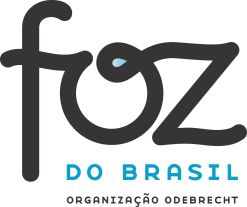 foz
DO BRASIL
ORGANIZAÇÃO ODEBRECHT